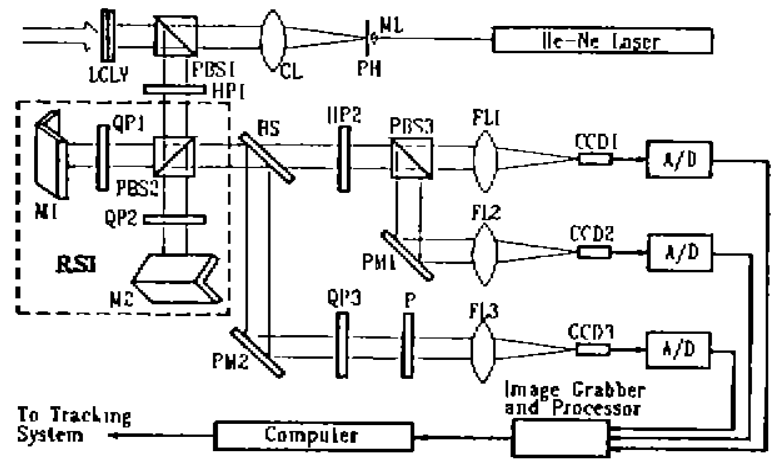 ML
He-Ne Laser
LCLV
PBS1
CL
PH
HP1
QP1
BS
HP2
PBS3
FL1
CCD1
A/D
PBS2
M1
QP2
FL2
CCD2
A/D
PM1
RSI
M2
QP3
P
FL3
CCD3
A/D
PM2
Image Grabber
and Processor
To Tracking
System
Computer